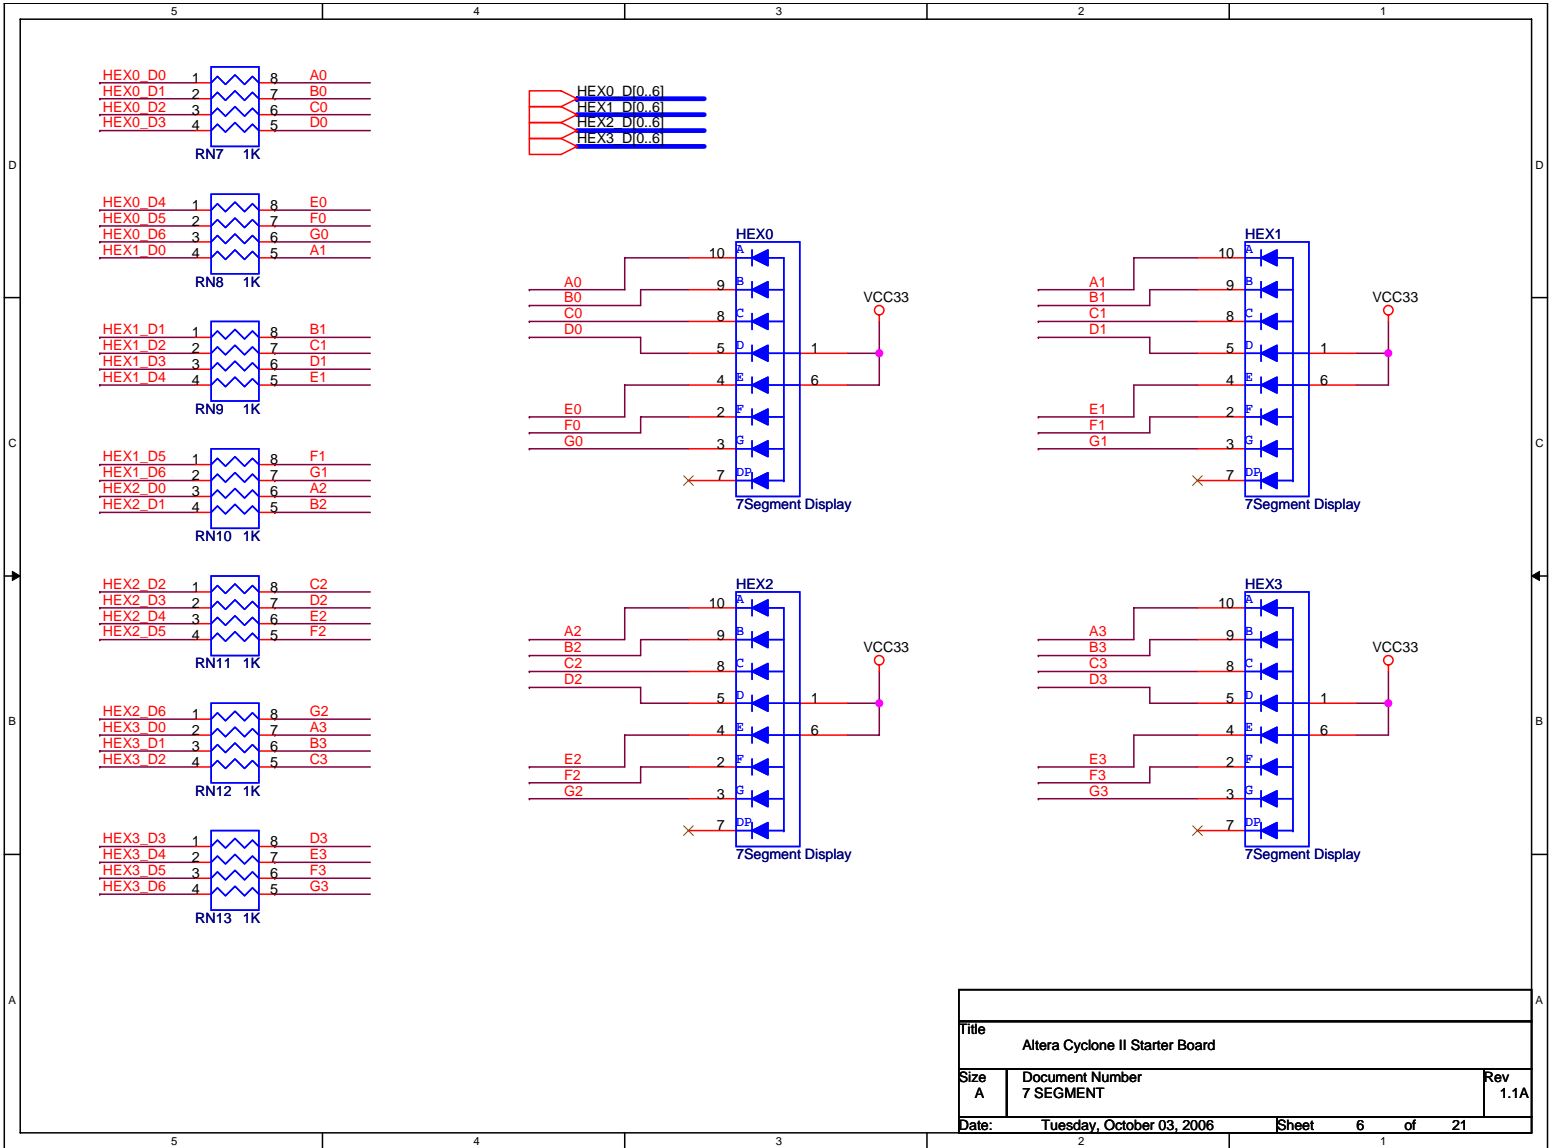 5 4 3 2 1
D D
C C
B B
A A
HEX0_D0 1 8 A0
HEX0_D1 2 7 B0
HEX0_D2 3 6 C0
HEX0_D3 4 5 D0
RN7 1K
HEX0_D4 1 8 E0
HEX0_D5 2 7 F0
HEX0_D6 3 6 G0
HEX1_D0 4 5 A1
RN8 1K
HEX1_D1 1 8 B1
HEX1_D2 2 7 C1
HEX1_D3 3 6 D1
HEX1_D4 4 5 E1
RN9 1K
HEX1_D5 1 8 F1
HEX1_D6 2 7 G1
HEX2_D0 3 6 A2
HEX2_D1 4 5 B2
RN10 1K
HEX2_D2 1 8 C2
HEX2_D3 2 7 D2
HEX2_D4 3 6 E2
HEX2_D5 4 5 F2
RN11 1K
HEX2_D6 1 8 G2
HEX3_D0 2 7 A3
HEX3_D1 3 6 B3
HEX3_D2 4 5 C3
RN12 1K
HEX3_D3 1 8 D3
HEX3_D4 2 7 E3
HEX3_D5 3 6 F3
HEX3_D6 4 5 G3
RN13 1K
HEX0_D[0..6]
HEX1_D[0..6]
HEX2_D[0..6]
HEX3_D[0..6]
HEX0
10 A
A0
9 B
B0
VCC33
C0
8 C
D0
5 D 1
4 E 6
E0
2 F
F0
G0
3 G
7 DP
7Segment Display
HEX1
10 A
A1
9 B
B1
VCC33
C1
8 C
D1
5 D 1
4 E 6
E1
2 F
F1
G1
3 G
7 DP
7Segment Display
HEX2
10 A
A2
9 B
B2
VCC33
C2
8 C
D2
5 D 1
4 E 6
E2
2 F
F2
G2
3 G
7 DP
7Segment Display
HEX3
10 A
A3
9 B
B3
VCC33
C3
8 C
D3
5 D 1
4 E 6
E3
2 F
F3
G3
3 G
7 DP
7Segment Display
Title
Altera Cyclone II Starter Board
Size Document Number Rev
A 7 SEGMENT 1.1A
Date: Tuesday, October 03, 2006 Sheet 6 of 21
5 4 3 2 1